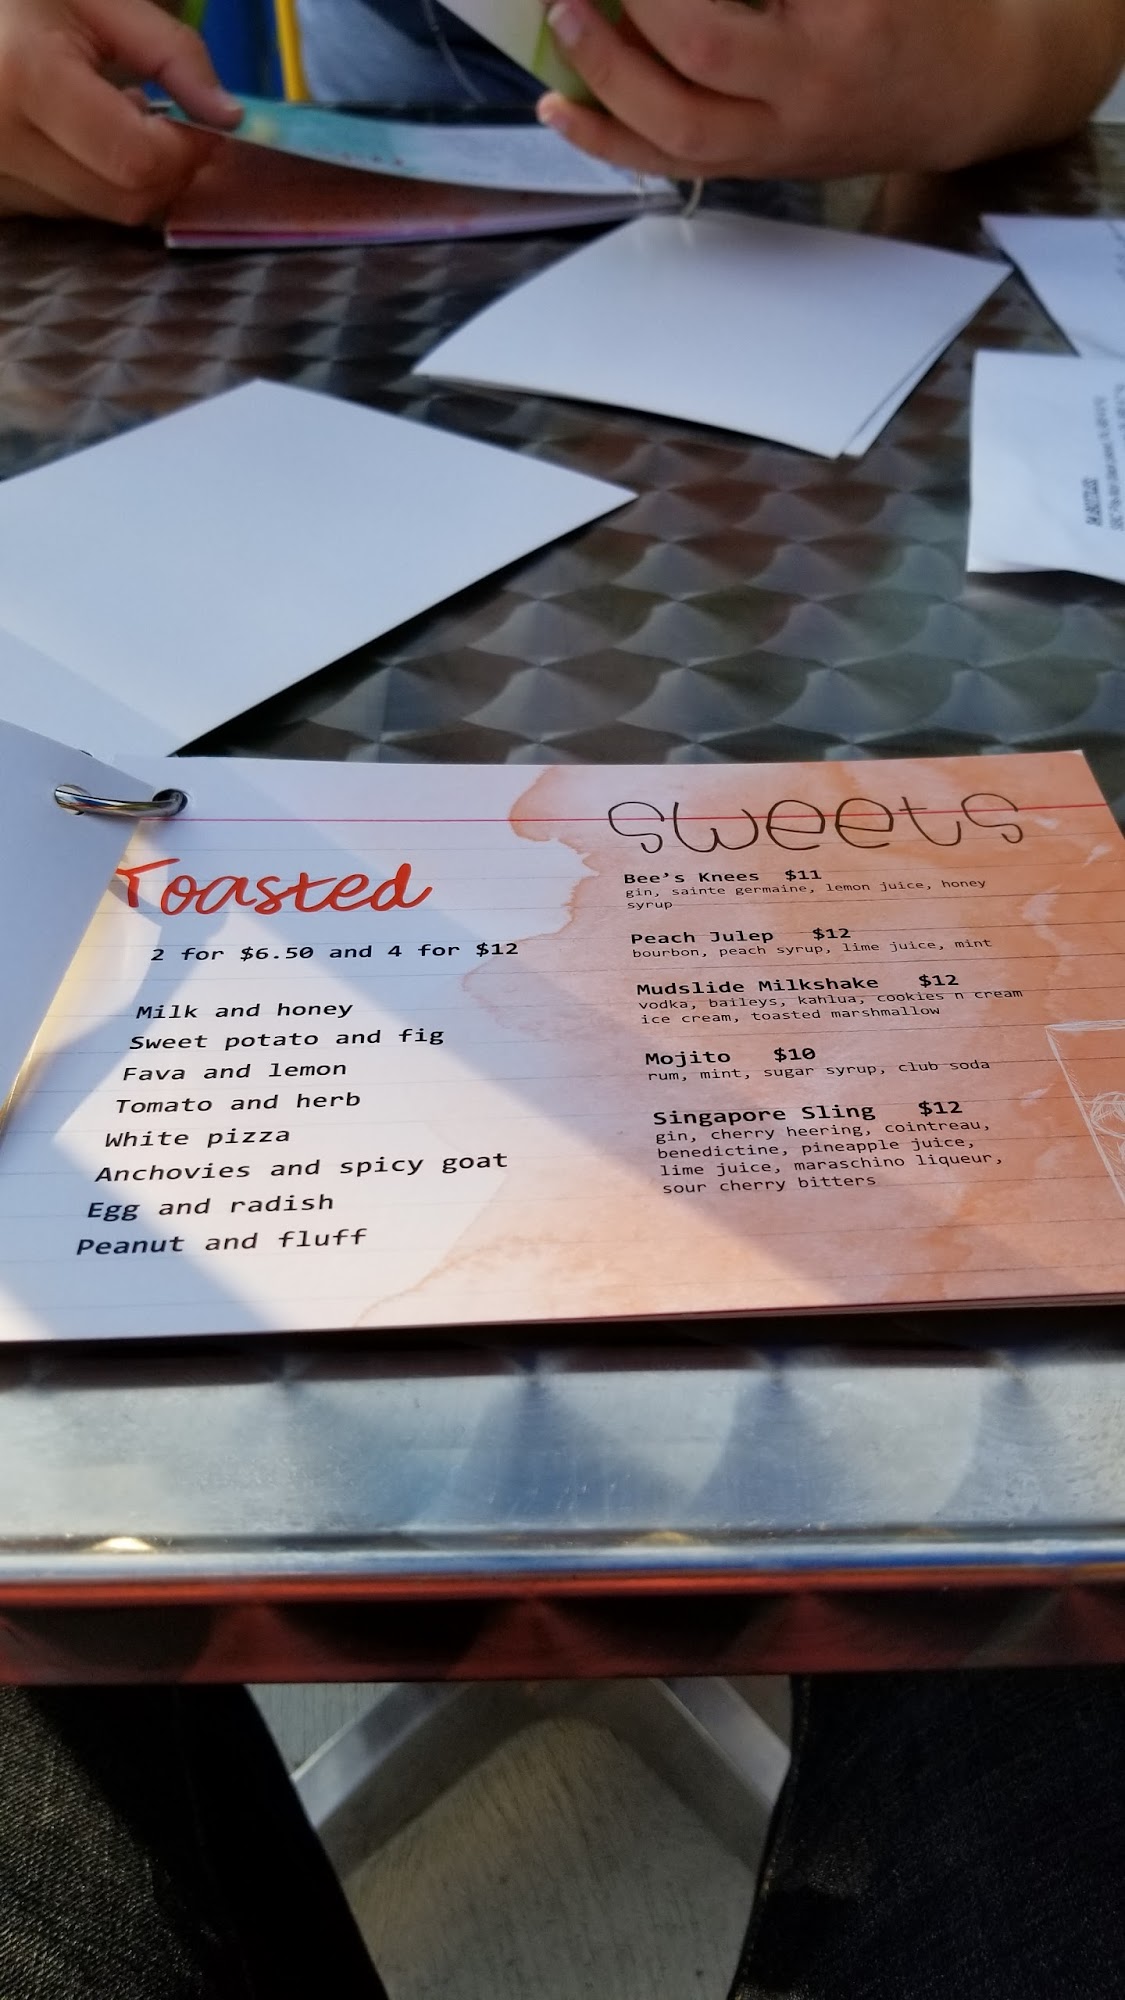 Toasted
2 for $6.50 and 4 for $12
Milk and honey
Sweet potato and fig
Fava and lemon
Tomato and herb
White pizza
Anchovies and spicy goat
Egg and radish
Peanut and fluff
sweets
Bee's Knees $11
gin, sainte germaine, lemon juice, honey
syrup
Peach Julep $12
bourbon, peach syrup, lime juice, mint
Mudslide Milkshake $12
vodka, baileys, kahlua, cookies n cream
ice cream, toasted marshmallow
Mojito $10
rum, mint, sugar syrup, club soda
Singapore Sling $12
gin, cherry heering, cointreau,
benedictine, pineapple juice,
lime juice, maraschino liqueur,
sour cherry bitters